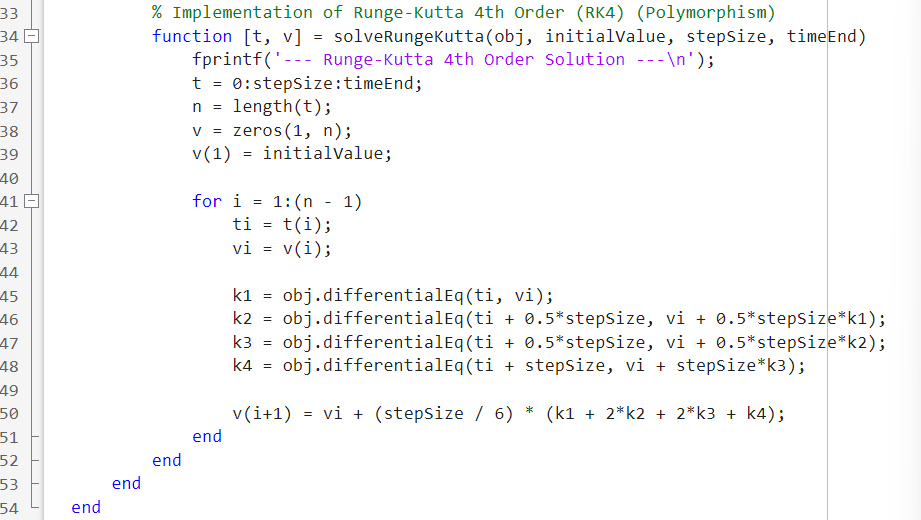 33 % Implementation of Runge-Kutta 4th Order (RK4) (Polymorphism)
34 function [t, v] = solveRungeKutta(obj, initialValue, stepSize, timeEnd)
35 fprintf('--- Runge-Kutta 4th Order Solution ---\n');
36 t = 0:stepSize:timeEnd;
37 n = length(t);
38 v = zeros(1, n);
39 v(1) = initialValue;
40
41 for i = 1:(n - 1)
42 ti = t(i);
43 vi = v(i);
44
45 k1 = obj.differentialEq(ti, vi);
46 k2 = obj.differentialEq(ti + 0.5*stepSize, vi + 0.5*stepSize*k1);
47 k3 = obj.differentialEq(ti + 0.5*stepSize, vi + 0.5*stepSize*k2);
48 k4 = obj.differentialEq(ti + stepSize, vi + stepSize*k3);
49
50 v(i+1) = vi + (stepSize / 6) * (k1 + 2*k2 + 2*k3 + k4);
51 end
52 end
53 end
54 end